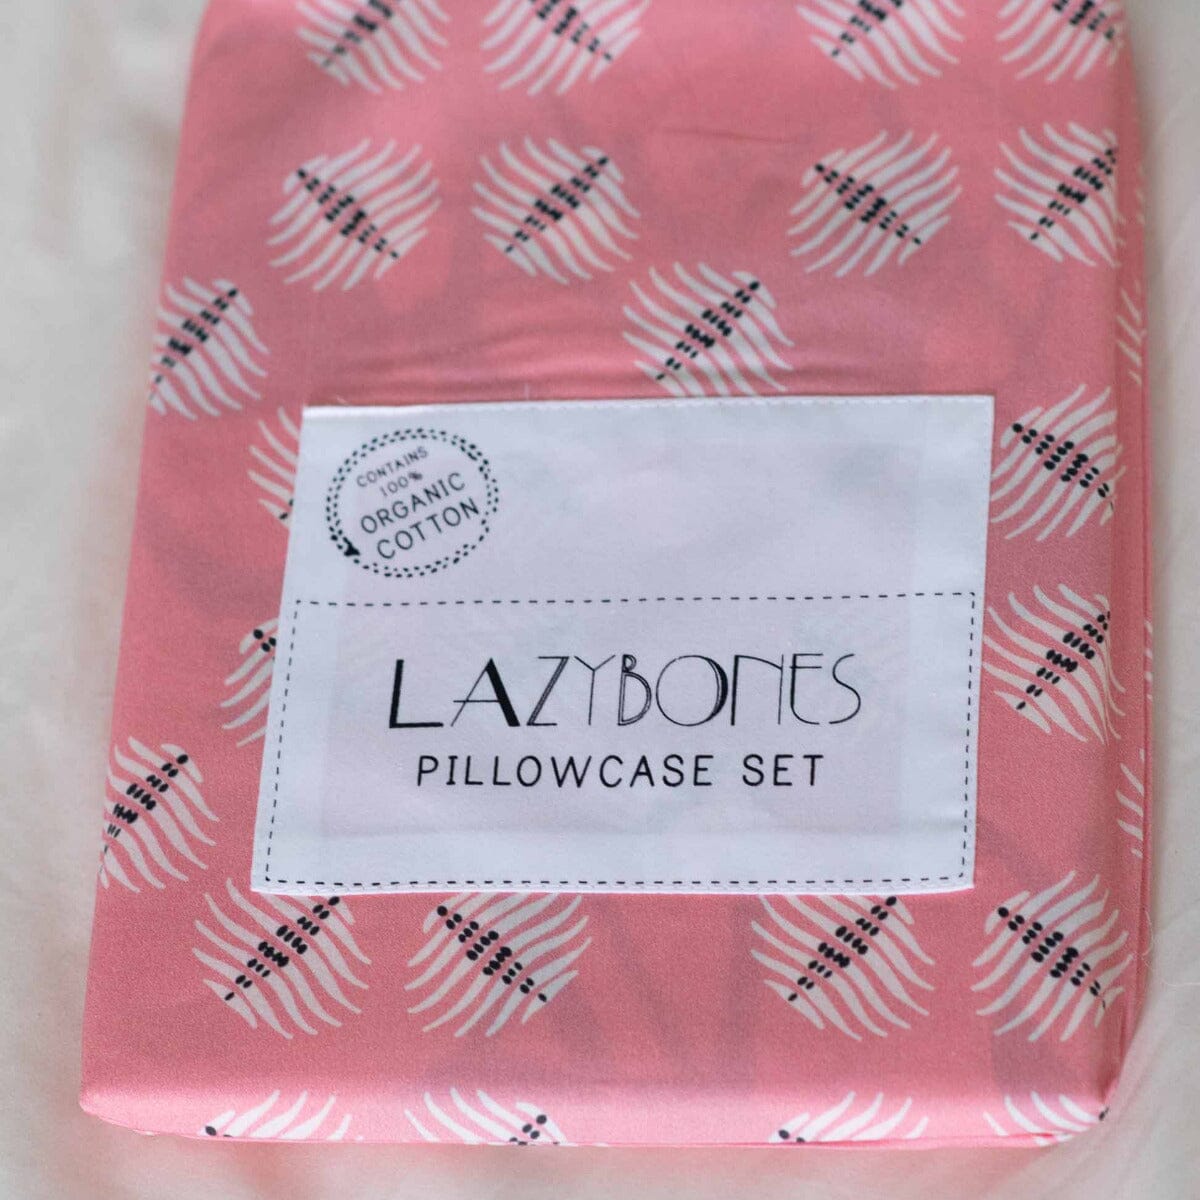 CONTAINS
100%
ORGANIC
COTTON
LAZYBONES
PILLOWCASE SET